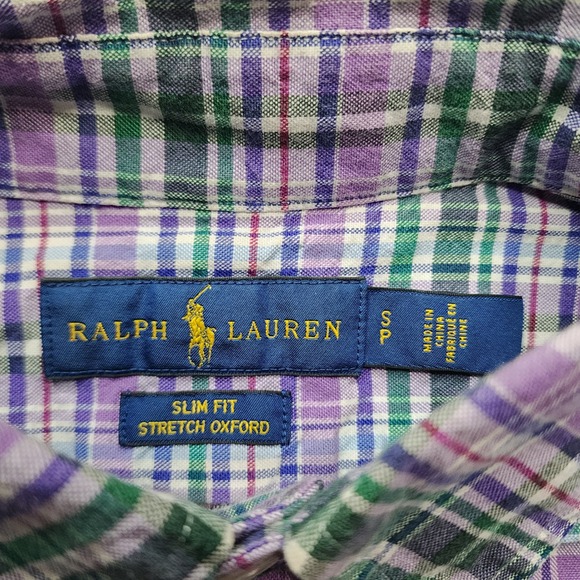 RALPH LAUREN
S
P
MADE IN
CHINA
FABRIQUÉ EN
CHINE
SLIM FIT
STRETCH OXFORD